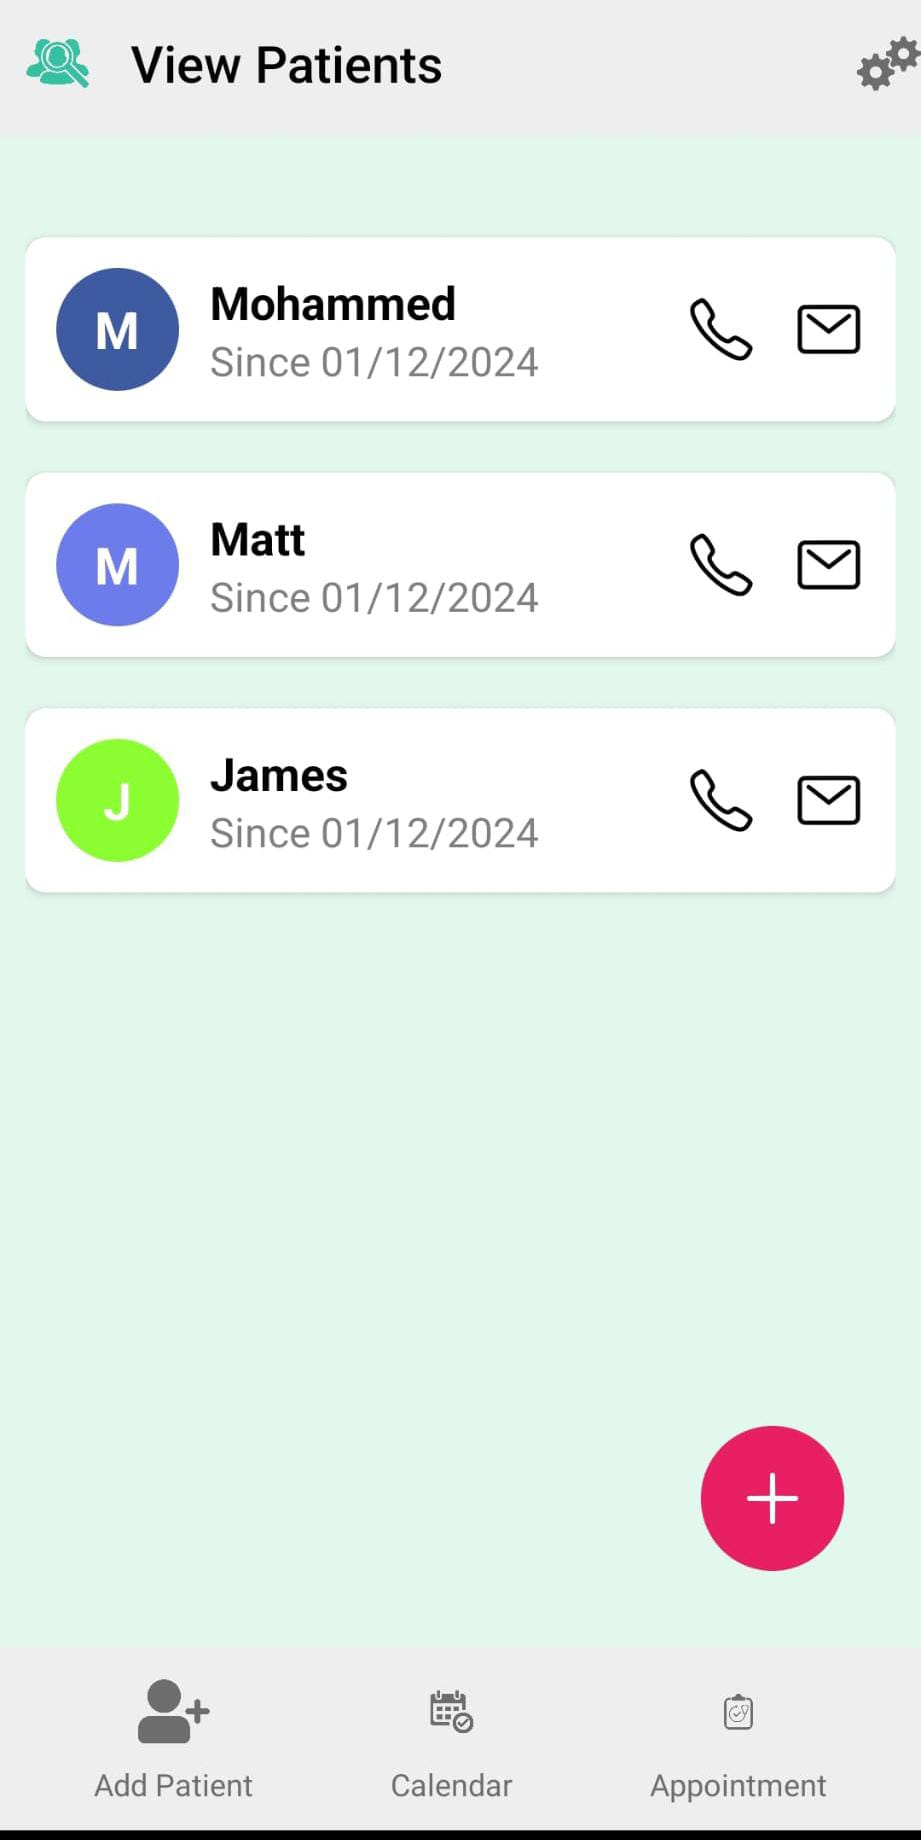 View Patients
M
Mohammed
Since 01/12/2024
M
Matt
Since 01/12/2024
J
James
Since 01/12/2024
Add Patient
Calendar
Appointment